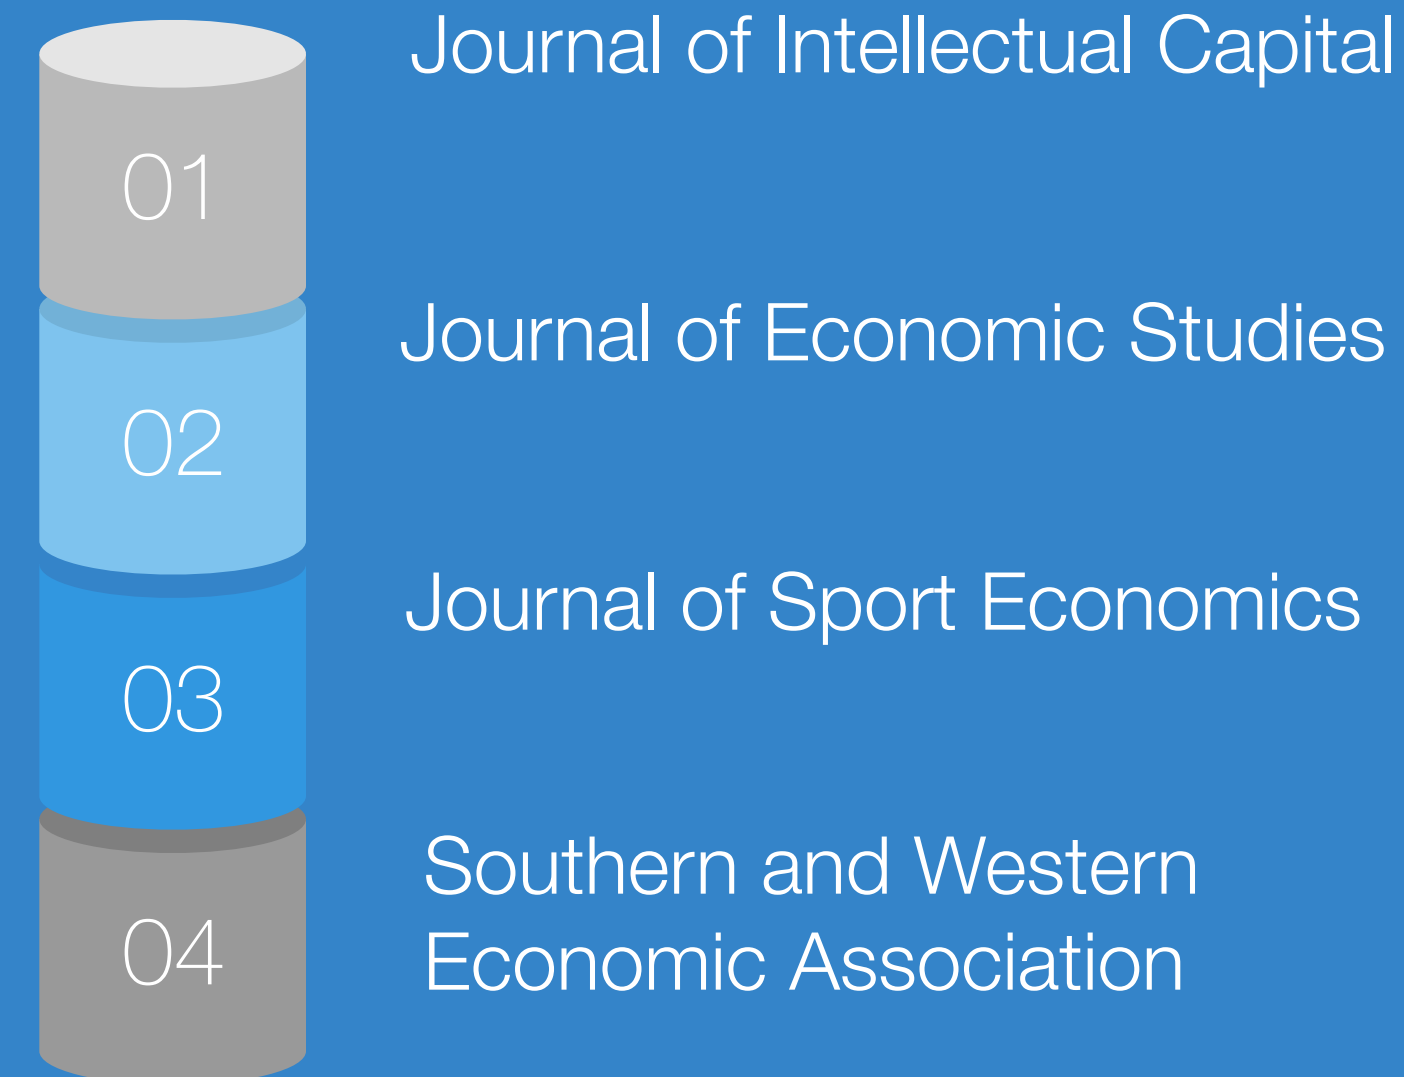 Journal of Intellectual Capital
01
Journal of Economic Studies
02
Journal of Sport Economics
03
Southern and Western
Economic Association
04